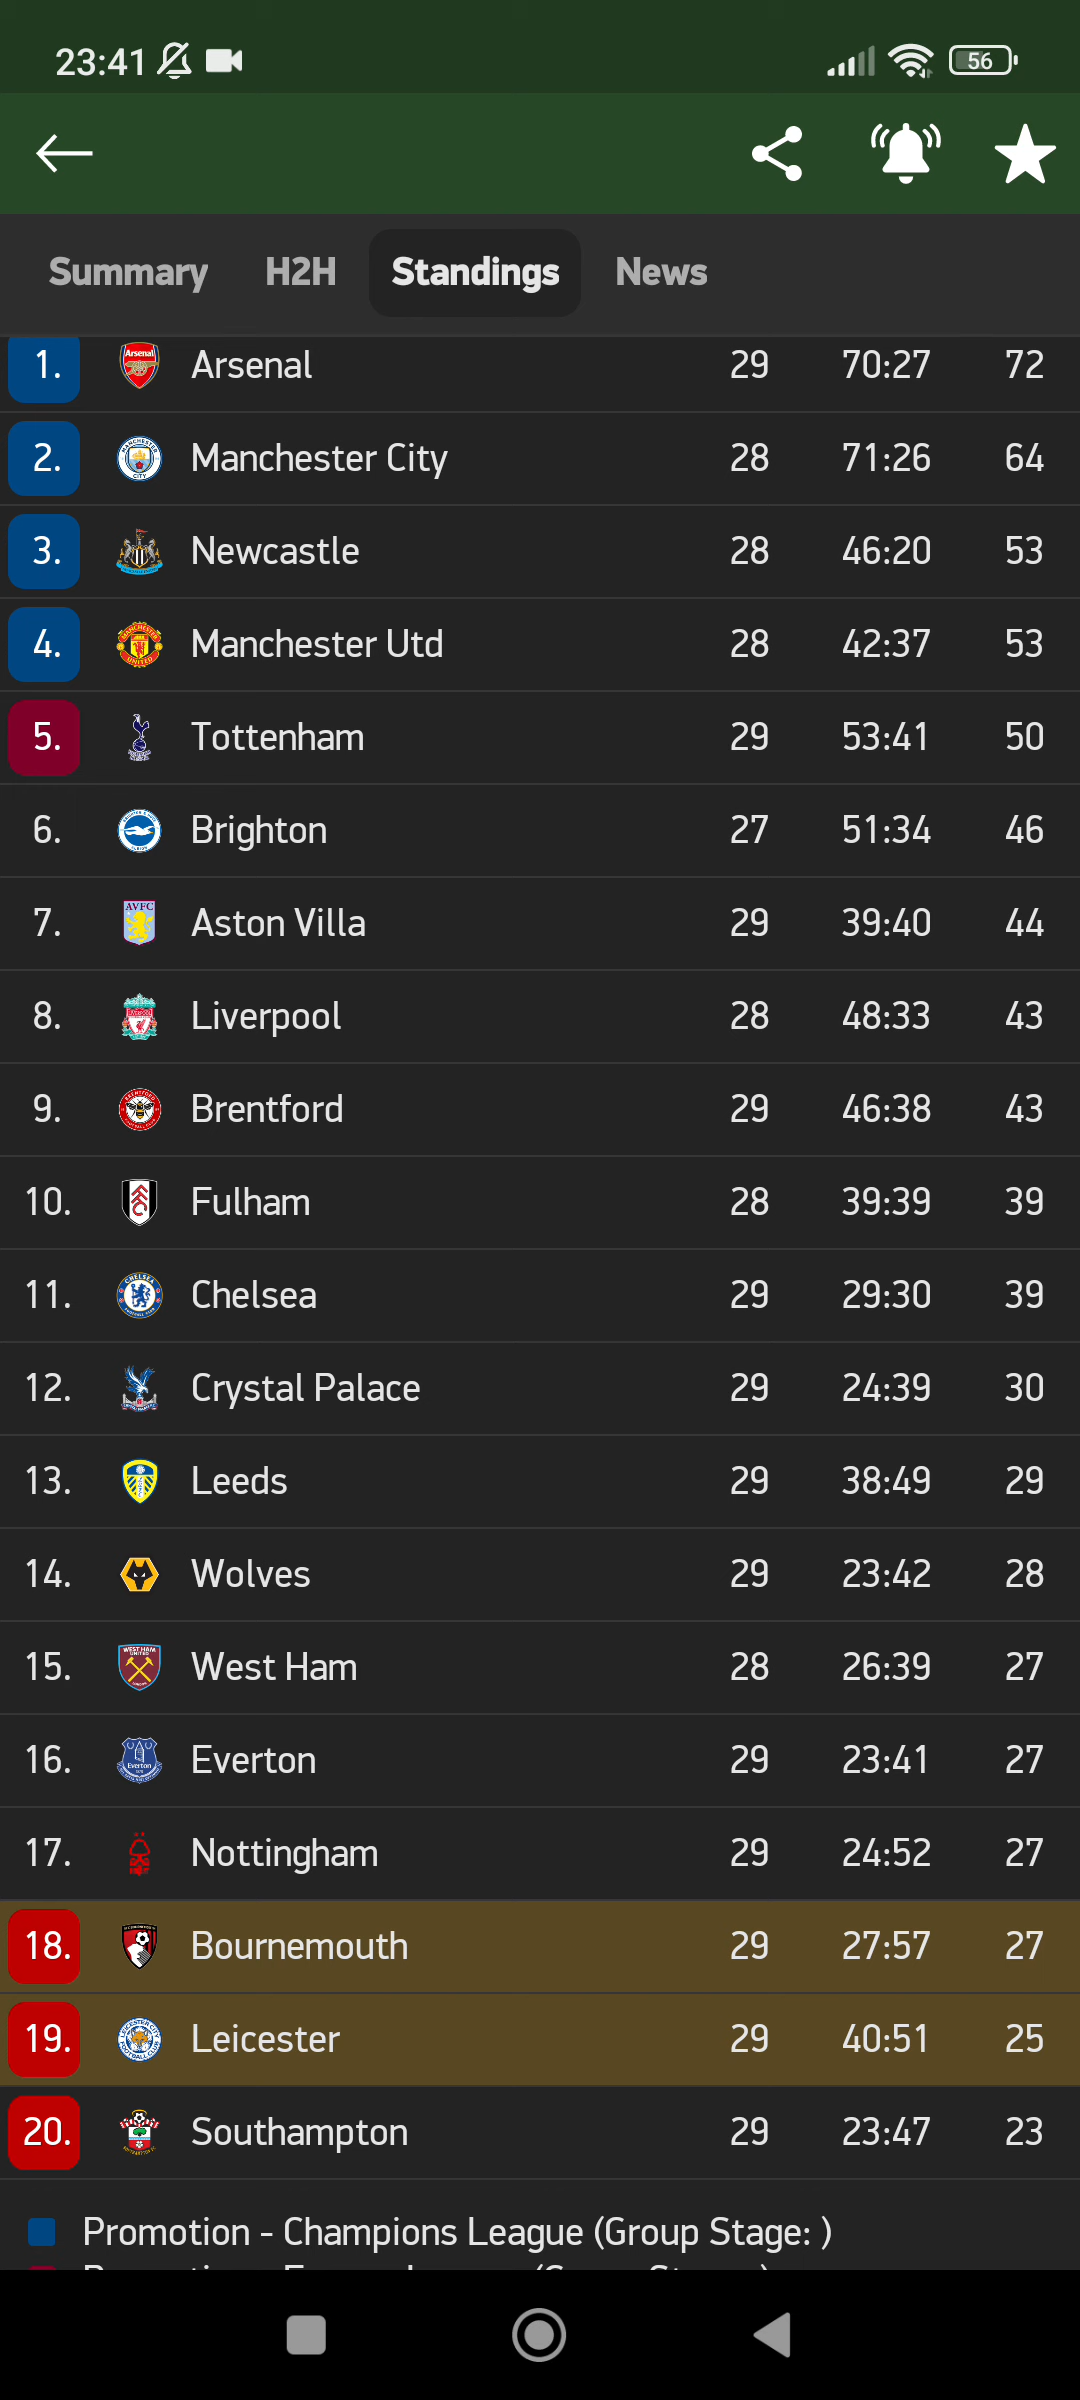 23:41 56
Summary H2H Standings News
1. Arsenal 29 70:27 72
2. Manchester City 28 71:26 64
3. Newcastle 28 46:20 53
4. Manchester Utd 28 42:37 53
5. Tottenham 29 53:41 50
6. Brighton 27 51:34 46
7. Aston Villa 29 39:40 44
8. Liverpool 28 48:33 43
9. Brentford 29 46:38 43
10. Fulham 28 39:39 39
11. Chelsea 29 29:30 39
12. Crystal Palace 29 24:39 30
13. Leeds 29 38:49 29
14. Wolves 29 23:42 28
15. West Ham 28 26:39 27
16. Everton 29 23:41 27
17. Nottingham 29 24:52 27
18. Bournemouth 29 27:57 27
19. Leicester 29 40:51 25
20. Southampton 29 23:47 23
Promotion - Champions League (Group Stage: )